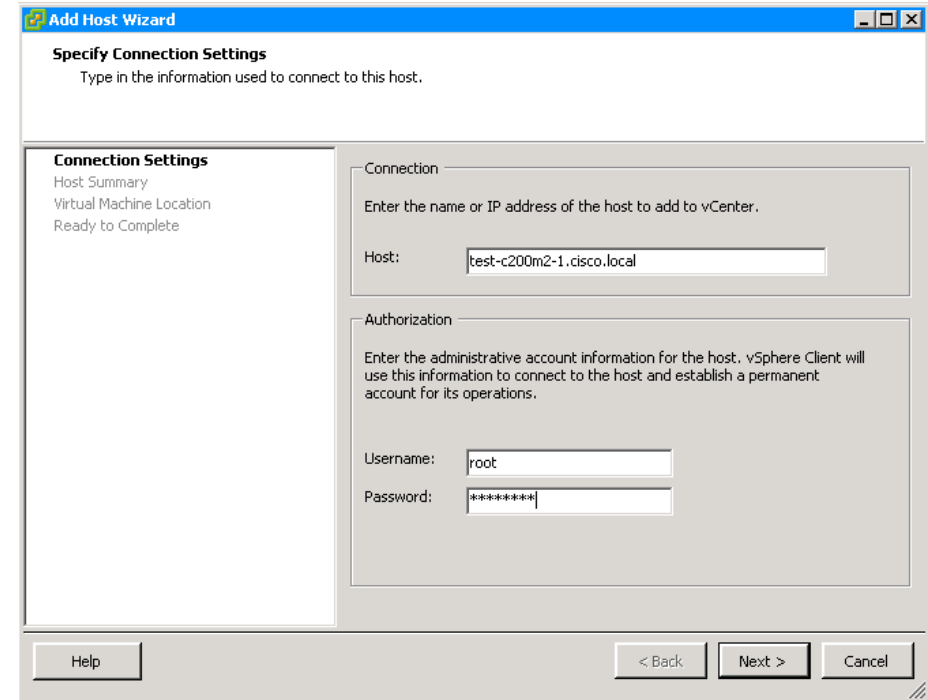 Add Host Wizard
Specify Connection Settings
Type in the information used to connect to this host.
Connection Settings
Host Summary
Virtual Machine Location
Ready to Complete
Connection
Enter the name or IP address of the host to add to vCenter.
Host: test-c200m2-1.cisco.local
Authorization
Enter the administrative account information for the host. vSphere Client will
use this information to connect to the host and establish a permanent
account for its operations.
Username: root
Password: ********
Help < Back Next > Cancel